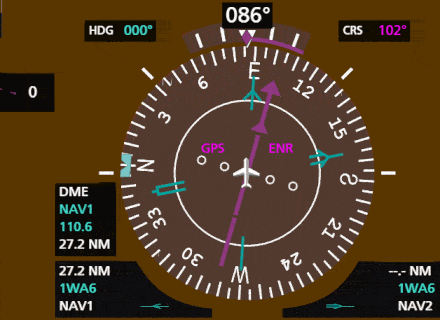 086°
HDG 000°
CRS 102°
0
E
6
12
3
15
GPS ENR
N
S
33
30
24
21
W
DME
NAV1
110.6
27.2 NM
27.2 NM
1WA6
NAV1
--.- NM
1WA6
NAV2